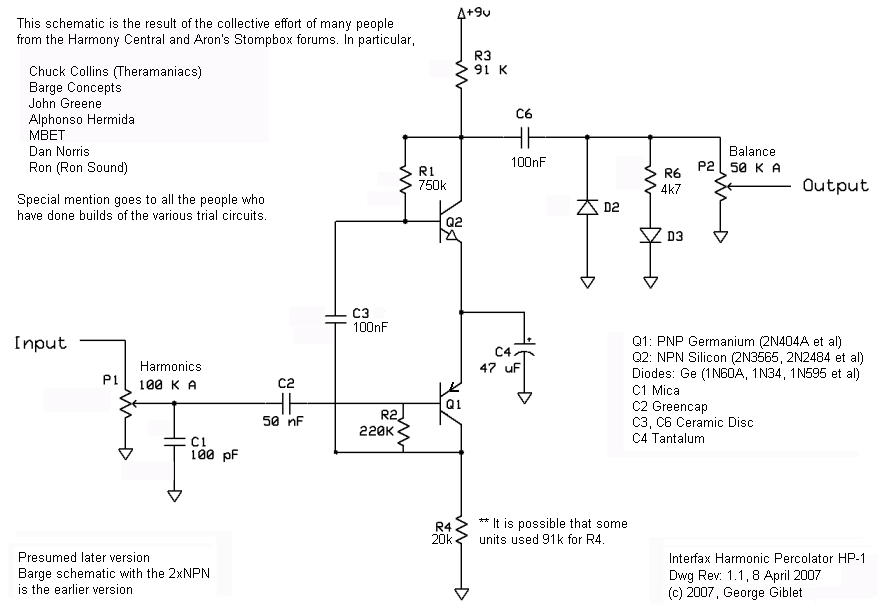 This schematic is the result of the collective effort of many people
from the Harmony Central and Aron's Stompbox forums. In particular,
Chuck Collins (Theramaniacs)
Barge Concepts
John Greene
Alphonso Hermida
MBET
Dan Norris
Ron (Ron Sound)
Special mention goes to all the people who
have done builds of the various trial circuits.
+9v
R3
91 K
C6
100nF
R1
750k
Q2
D2
R6
4k7
D3
P2
Balance
50 K A
Output
C3
100nF
C4
+
47 uF
Input
Harmonics
P1
100 K A
C2
50 nF
C1
100 pF
R2
220K
Q1
R4
20k
** It is possible that some
units used 91k for R4.
Q1: PNP Germanium (2N404A et al)
Q2: NPN Silicon (2N3565, 2N2484 et al)
Diodes: Ge (1N60A, 1N34, 1N595 et al)
C1 Mica
C2 Greencap
C3, C6 Ceramic Disc
C4 Tantalum
Presumed later version
Barge schematic with the 2xNPN
is the earlier version
Interfax Harmonic Percolator HP-1
Dwg Rev: 1.1, 8 April 2007
(c) 2007, George Giblet